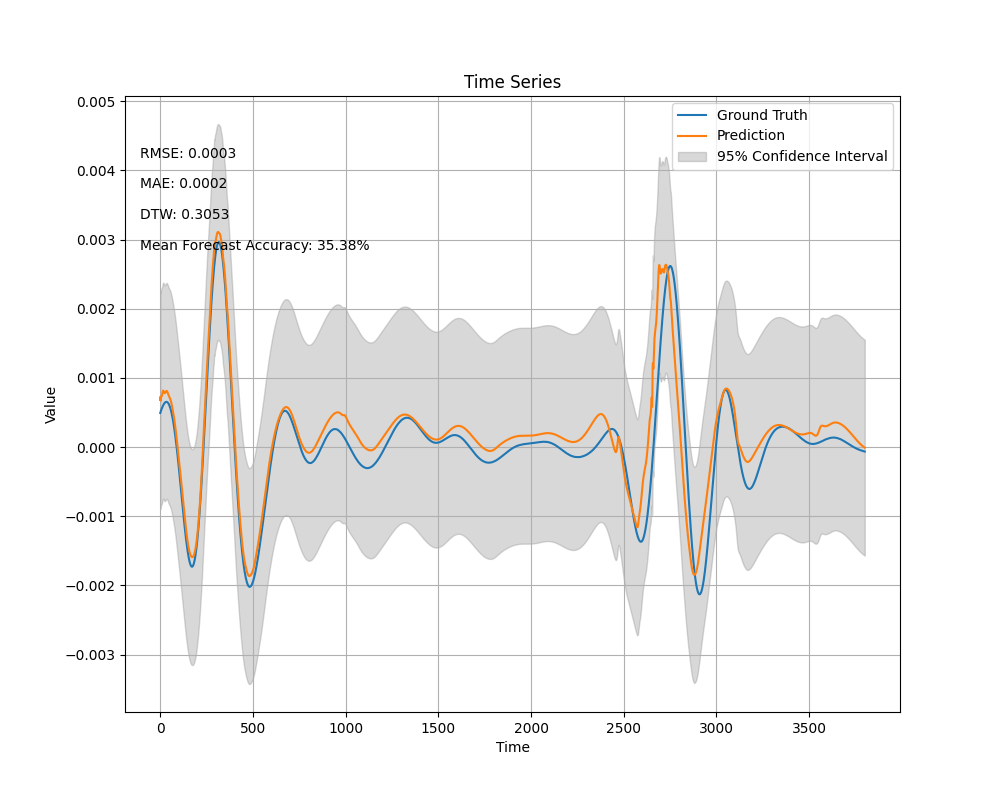 Time Series
0.005
0.004
0.003
0.002
0.001
0.000
−0.001
−0.002
−0.003
Value
RMSE: 0.0003
MAE: 0.0002
DTW: 0.3053
Mean Forecast Accuracy: 35.38%
Ground Truth
Prediction
95% Confidence Interval
0 500 1000 1500 2000 2500 3000 3500
Time